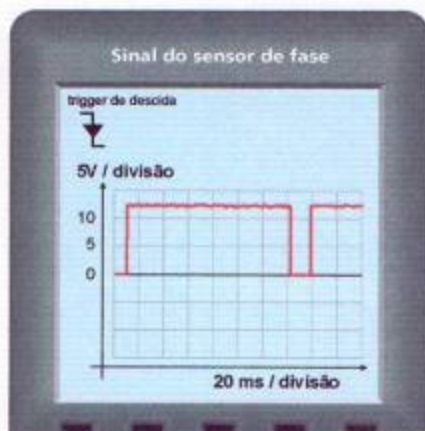 Sinal do sensor de fase
trigger de descida
5V / divisão
10
5
0
20 ms / divisão